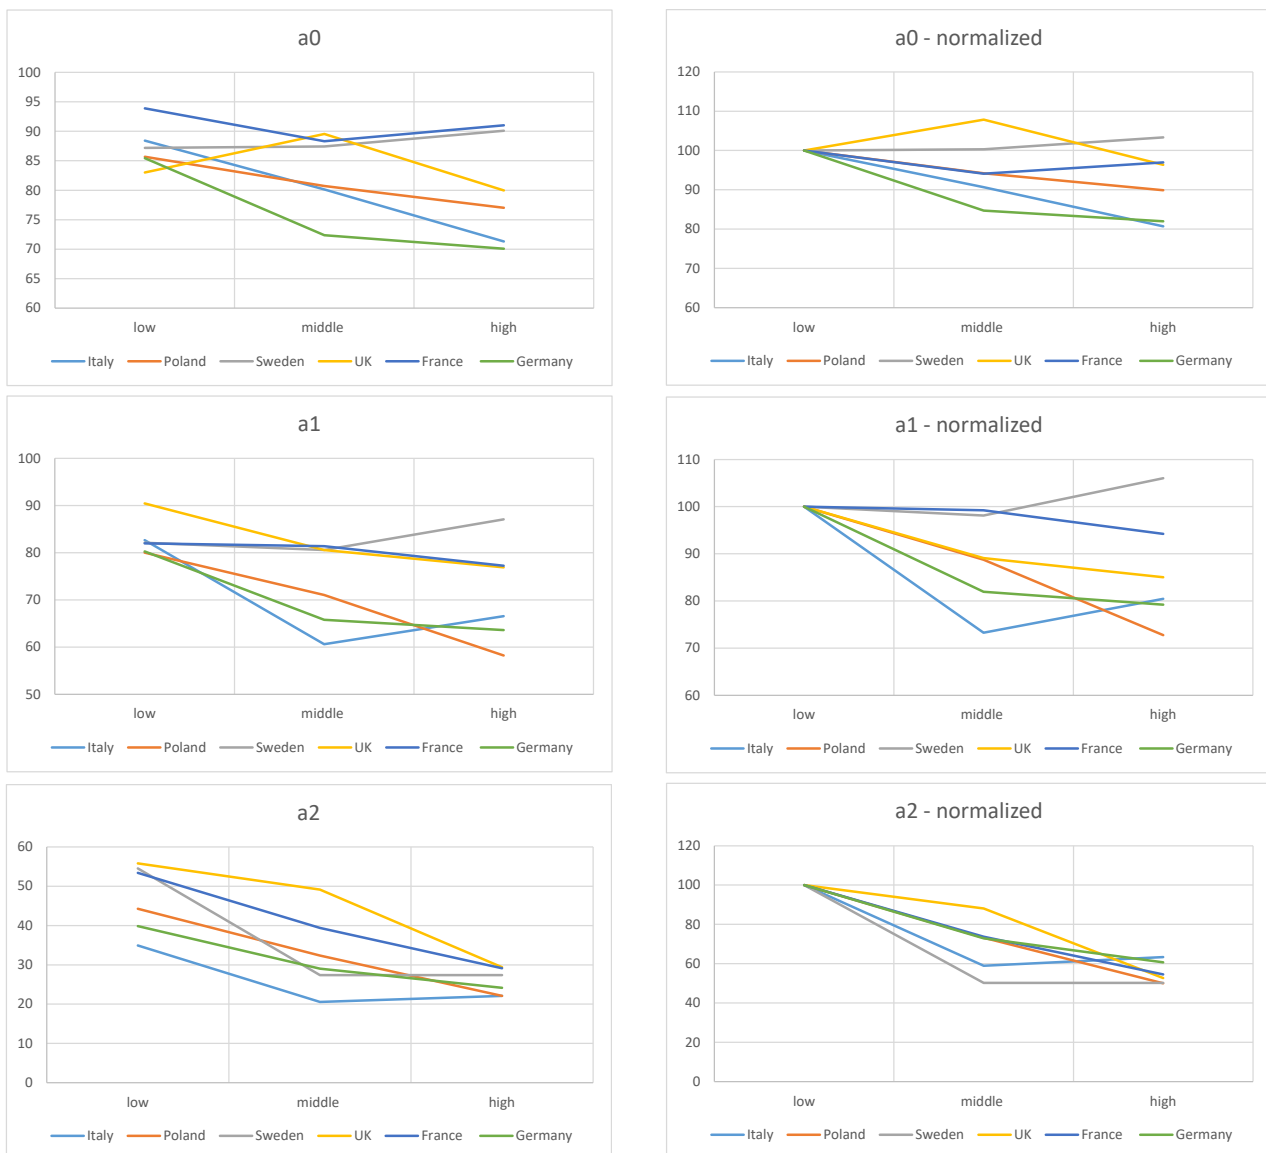 a0
100
95
90
85
80
75
70
65
60
low middle high
Italy Poland Sweden UK France Germany
a0 - normalized
120
110
100
90
80
70
60
low middle high
Italy Poland Sweden UK France Germany
a1
100
90
80
70
60
50
low middle high
Italy Poland Sweden UK France Germany
a1 - normalized
110
100
90
80
70
60
low middle high
Italy Poland Sweden UK France Germany
a2
60
50
40
30
20
10
0
low middle high
Italy Poland Sweden UK France Germany
a2 - normalized
120
100
80
60
40
20
0
low middle high
Italy Poland Sweden UK France Germany